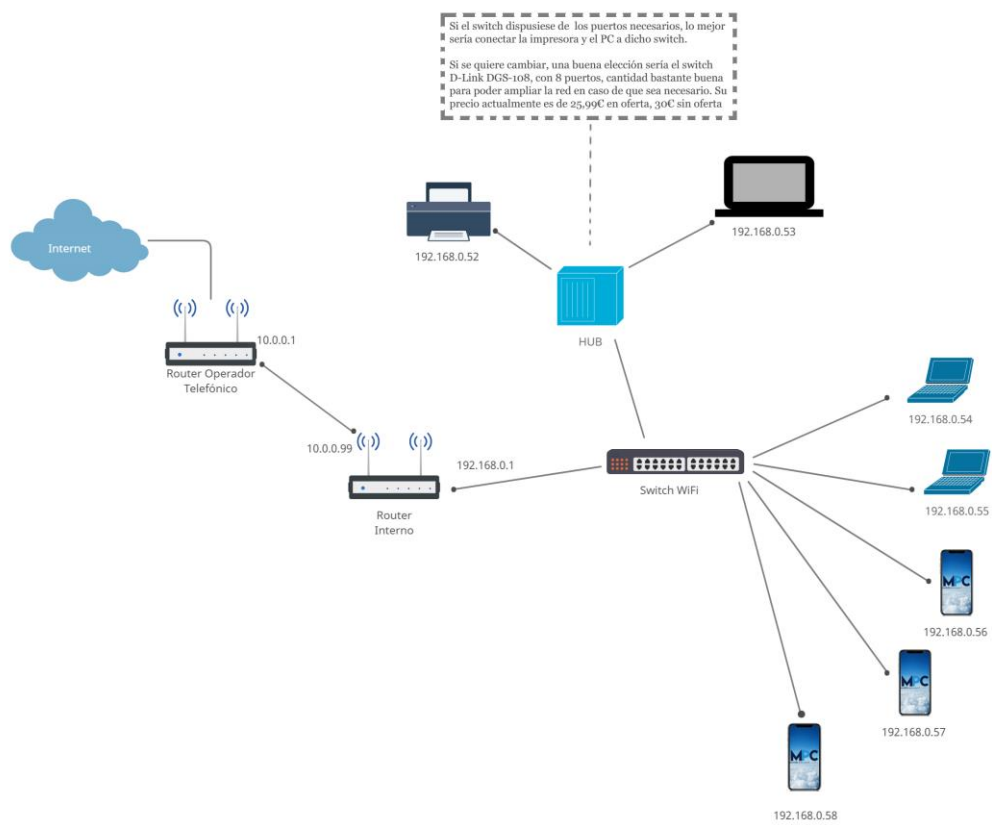 Si el switch dispusiese de los puertos necesarios, lo mejor
sería conectar la impresora y el PC a dicho switch.
Si se quiere cambiar, una buena elección sería el switch
D-Link DGS-108, con 8 puertos, cantidad bastante buena
para poder ampliar la red en caso de que sea necesario. Su
precio actualmente es de 25,99€ en oferta, 30€ sin oferta
192.168.0.52
192.168.0.53
Internet
HUB
10.0.0.1
Router Operador
Telefónico
10.0.0.99
192.168.0.1
Router
Interno
Switch WiFi
192.168.0.54
192.168.0.55
MPC
192.168.0.56
MPC
192.168.0.57
MPC
192.168.0.58